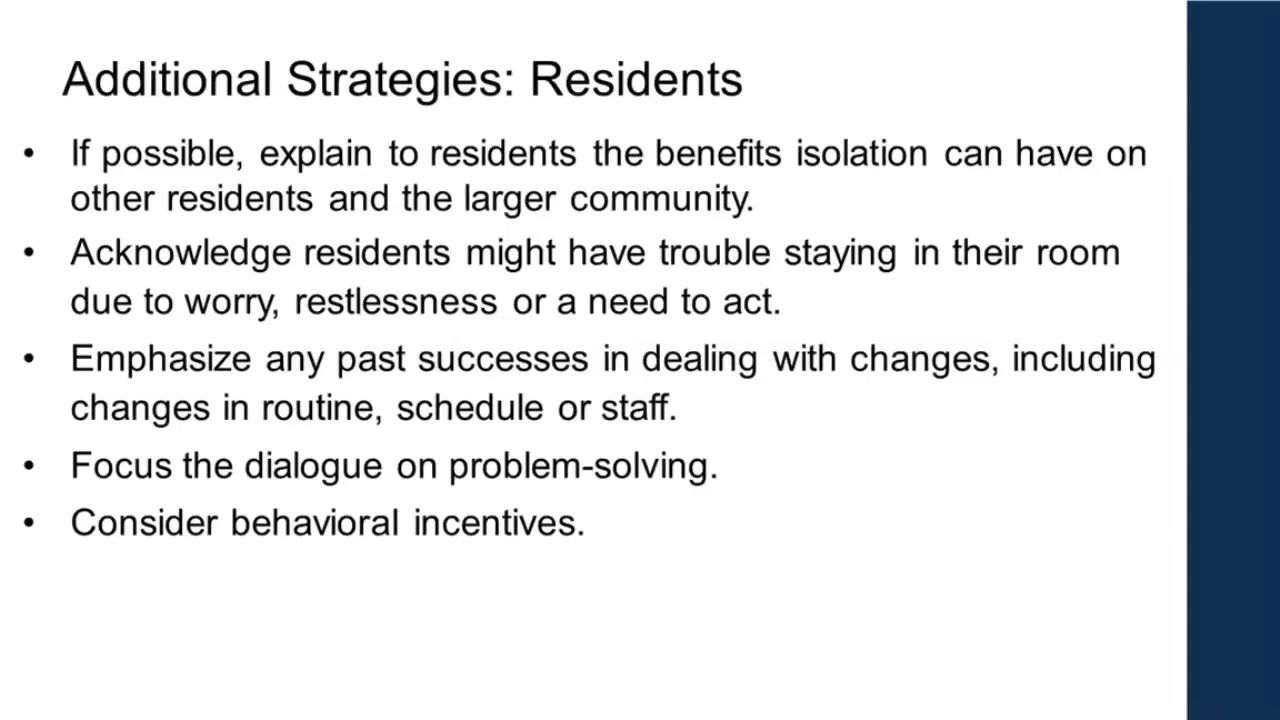 Additional Strategies: Residents
• If possible, explain to residents the benefits isolation can have on
other residents and the larger community.
• Acknowledge residents might have trouble staying in their room
due to worry, restlessness or a need to act.
• Emphasize any past successes in dealing with changes, including
changes in routine, schedule or staff.
• Focus the dialogue on problem-solving.
• Consider behavioral incentives.